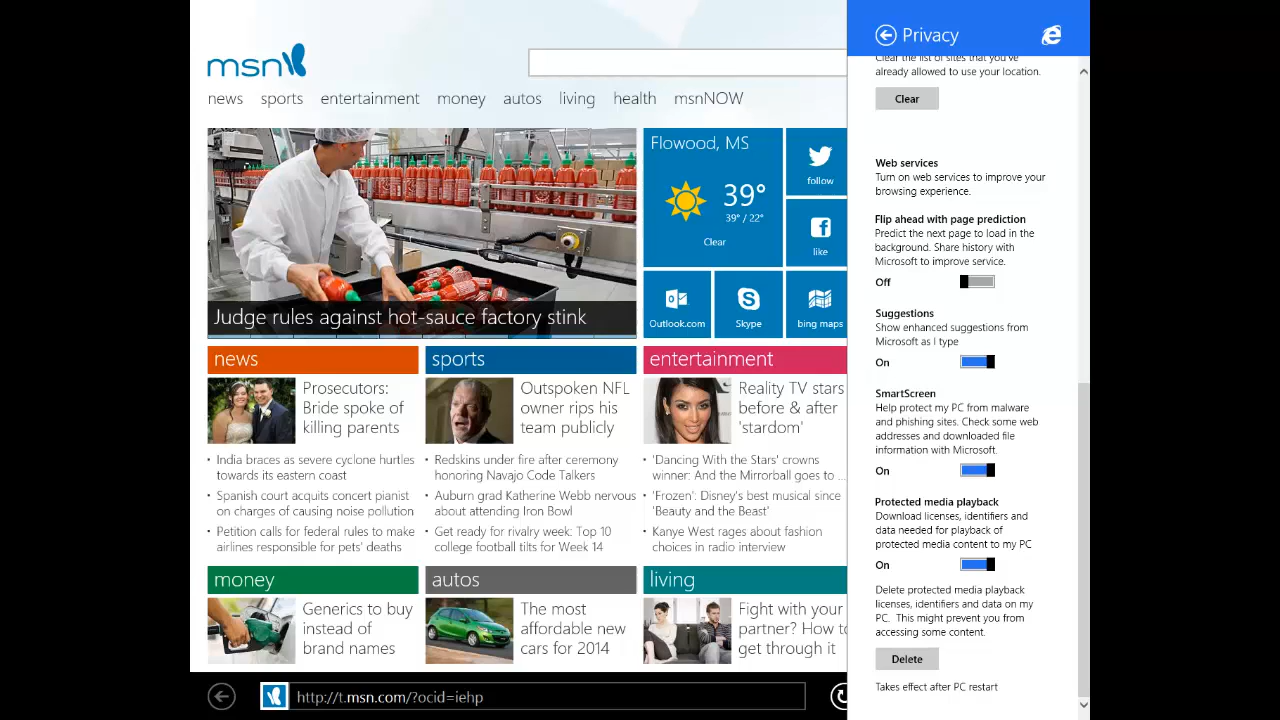 msn
news sports entertainment money autos living health msnNOW
Judge rules against hot-sauce factory stink
Flowood, MS
39°
39° / 22°
Clear
follow
like
Outlook.com
Skype
bing maps
news
Prosecutors:
Bride spoke of
killing parents
India braces as severe cyclone hurtles
towards its eastern coast
Spanish court acquits concert pianist
on charges of causing noise pollution
Petition calls for federal rules to make
airlines responsible for pets' deaths
sports
Outspoken NFL
owner rips his
team publicly
Redskins under fire after ceremony
honoring Navajo Code Talkers
Auburn grad Katherine Webb nervous
about attending Iron Bowl
Get ready for rivalry week: Top 10
college football tilts for Week 14
entertainment
Reality TV stars
before & after
'stardom'
'Dancing With the Stars' crowns
winner: And the Mirrorball goes to ...
'Frozen': Disney's best musical since
'Beauty and the Beast'
Kanye West rages about fashion
choices in radio interview
money
Generics to buy
instead of
brand names
autos
The most
affordable new
cars for 2014
living
Fight with your
partner? How to
get through it
http://t.msn.com/?ocid=iehp
Privacy
Clear the list of sites that you've
already allowed to use your location.
Clear
Web services
Turn on web services to improve your
browsing experience.
Flip ahead with page prediction
Predict the next page to load in the
background. Share history with
Microsoft to improve service.
Off
Suggestions
Show enhanced suggestions from
Microsoft as I type
On
SmartScreen
Help protect my PC from malware
and phishing sites. Check some web
addresses and downloaded file
information with Microsoft.
On
Protected media playback
Download licenses, identifiers and
data needed for playback of
protected media content to my PC
On
Delete protected media playback
licenses, identifiers and data on my
PC. This might prevent you from
accessing some content.
Delete
Takes effect after PC restart